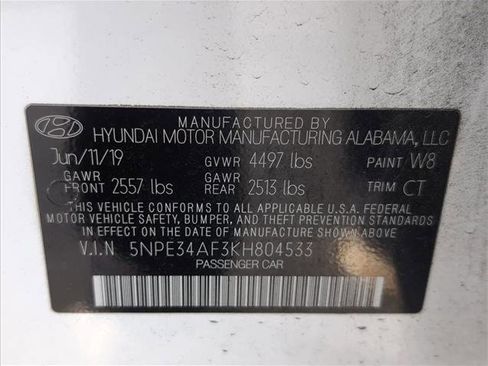 MANUFACTURED BY
HYUNDAI MOTOR MANUFACTURING ALABAMA, LLC
Jun/11/19 GVWR 4497 lbs PAINT W8
GAWR FRONT 2557 lbs GAWR REAR 2513 lbs TRIM CT
THIS VEHICLE CONFORMS TO ALL APPLICABLE U.S.A. FEDERAL
MOTOR VEHICLE SAFETY, BUMPER, AND THEFT PREVENTION STANDARDS
IN EFFECT ON THE DATE OF MANUFACTURE SHOWN ABOVE.
V.I.N 5NPE34AF3KH804533
PASSENGER CAR